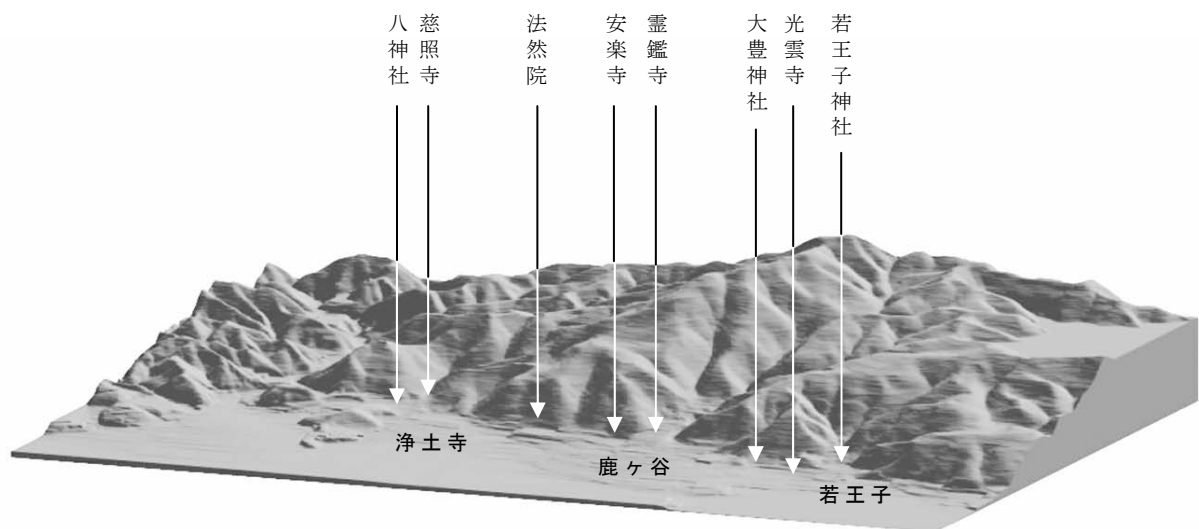 八神社
慈照寺
法然院
安楽寺
霊鑑寺
大豊神社
光雲寺
若王子神社
浄土寺
鹿ヶ谷
若王子